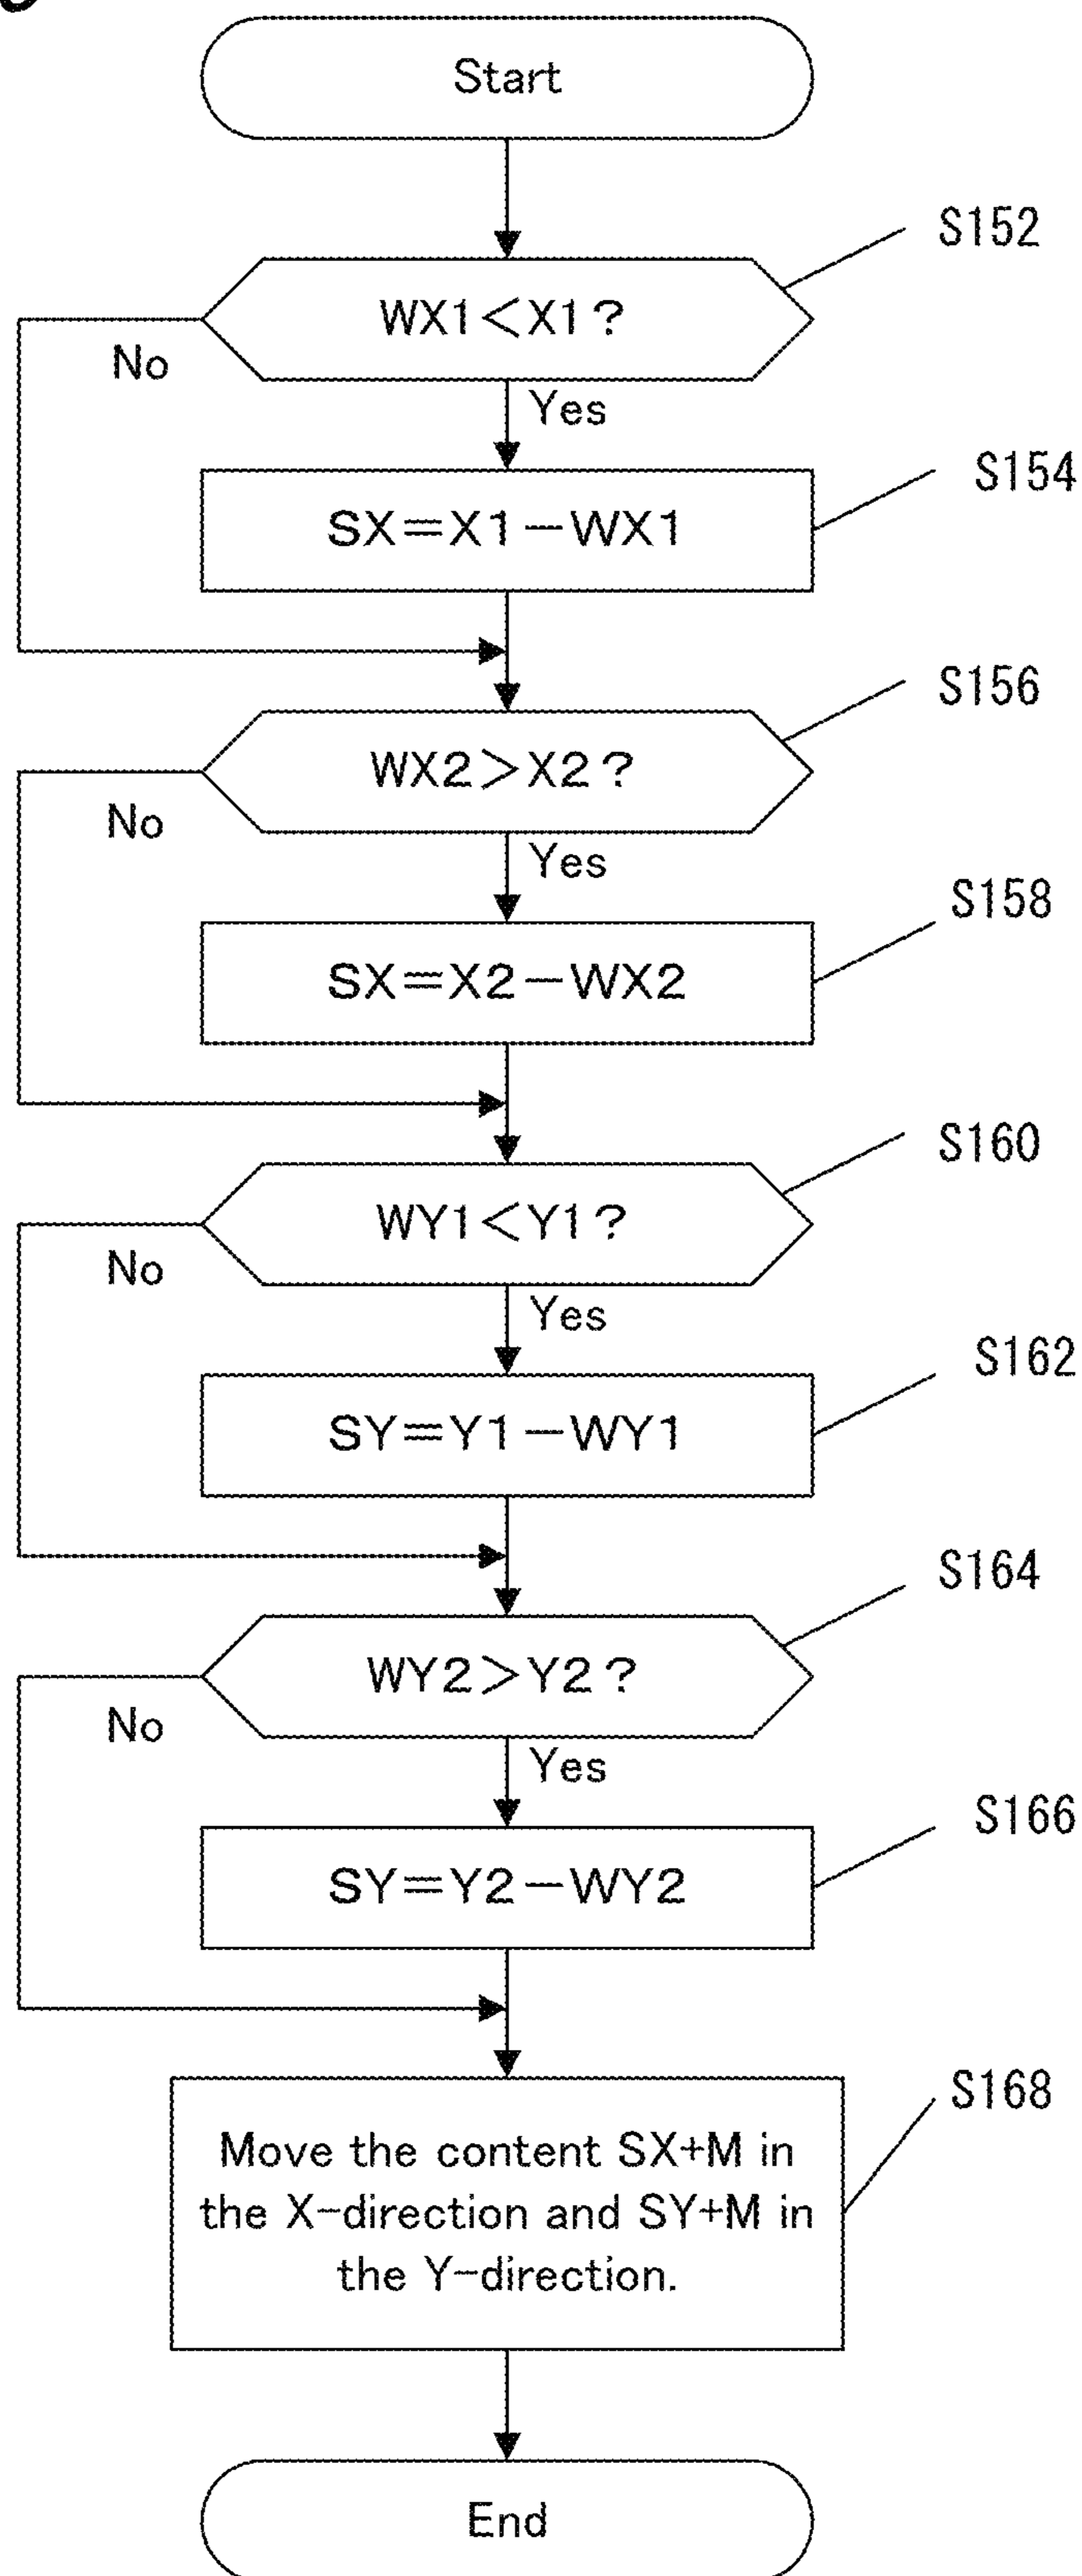 Start
S152
WX1<X1?
No
Yes
S154
SX=X1-WX1
S156
WX2>X2?
No
Yes
S158
SX=X2-WX2
S160
WY1<Y1?
No
Yes
S162
SY=Y1-WY1
S164
WY2>Y2?
No
Yes
S166
SY=Y2-WY2
S168
Move the content SX+M in
the X-direction and SY+M in
the Y-direction.
End